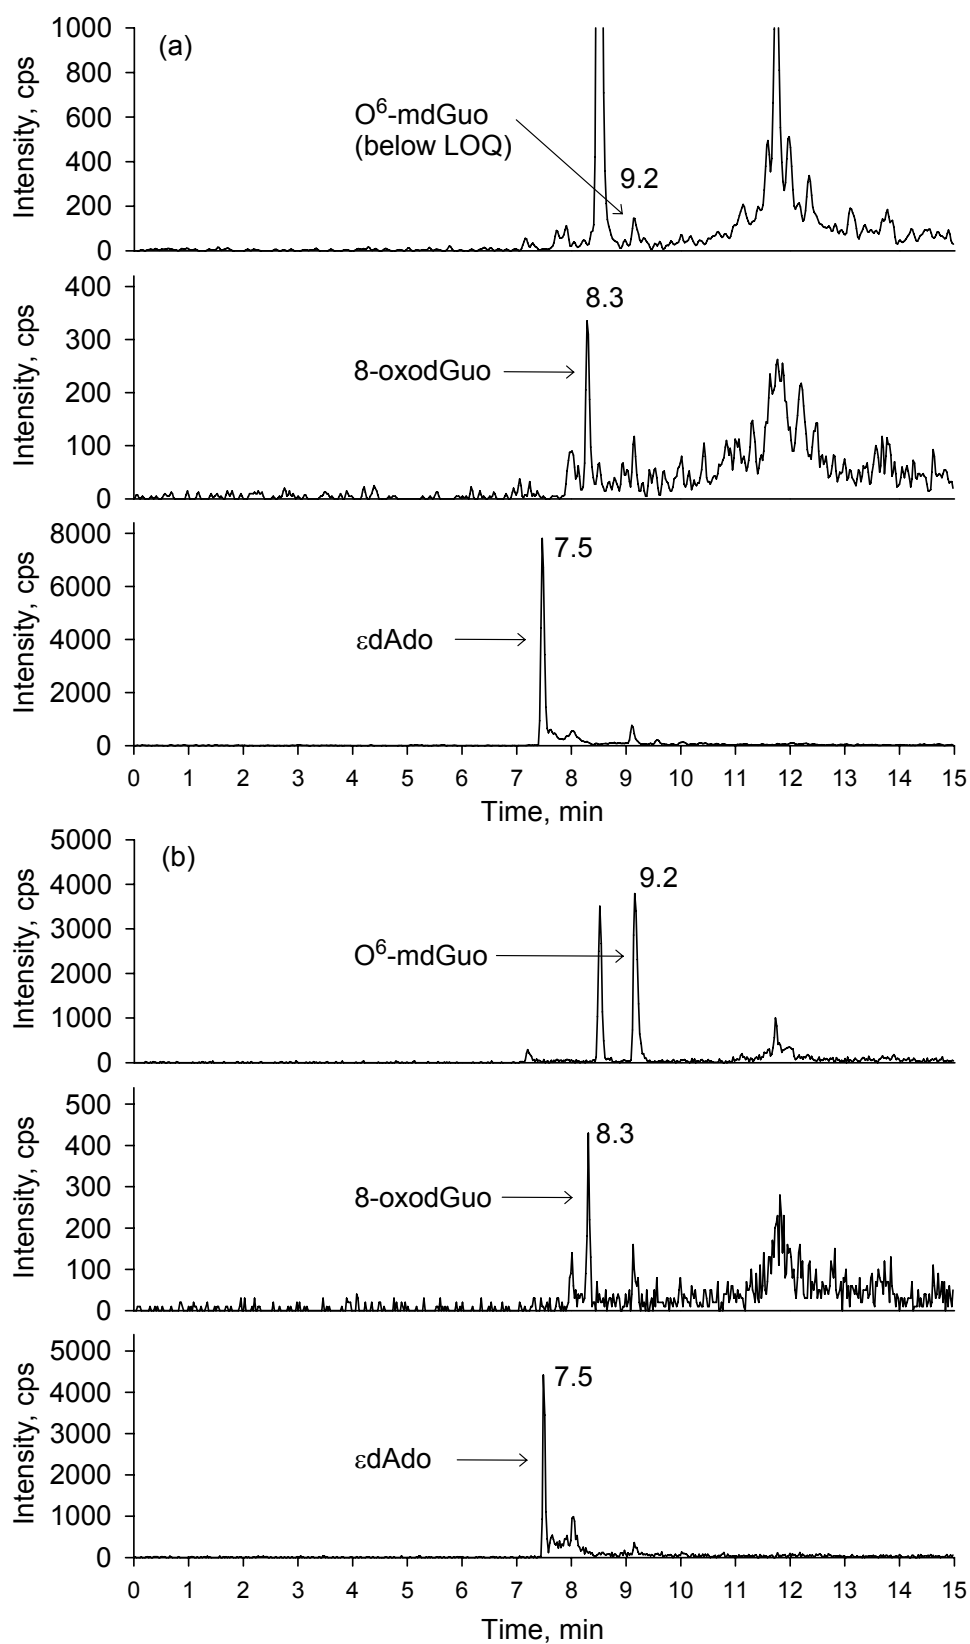 (a)
Intensity, cps
1000
800
600
400
200
0
O⁶-mdGuo
(below LOQ)
9.2
Intensity, cps
400
300
200
100
0
8.3
8-oxodGuo
Intensity, cps
8000
6000
4000
2000
0
7.5
εdAdo
0 1 2 3 4 5 6 7 8 9 10 11 12 13 14 15
Time, min
(b)
Intensity, cps
5000
4000
3000
2000
1000
0
9.2
O⁶-mdGuo
Intensity, cps
500
400
300
200
100
0
8.3
8-oxodGuo
Intensity, cps
5000
4000
3000
2000
1000
0
7.5
εdAdo
0 1 2 3 4 5 6 7 8 9 10 11 12 13 14 15
Time, min